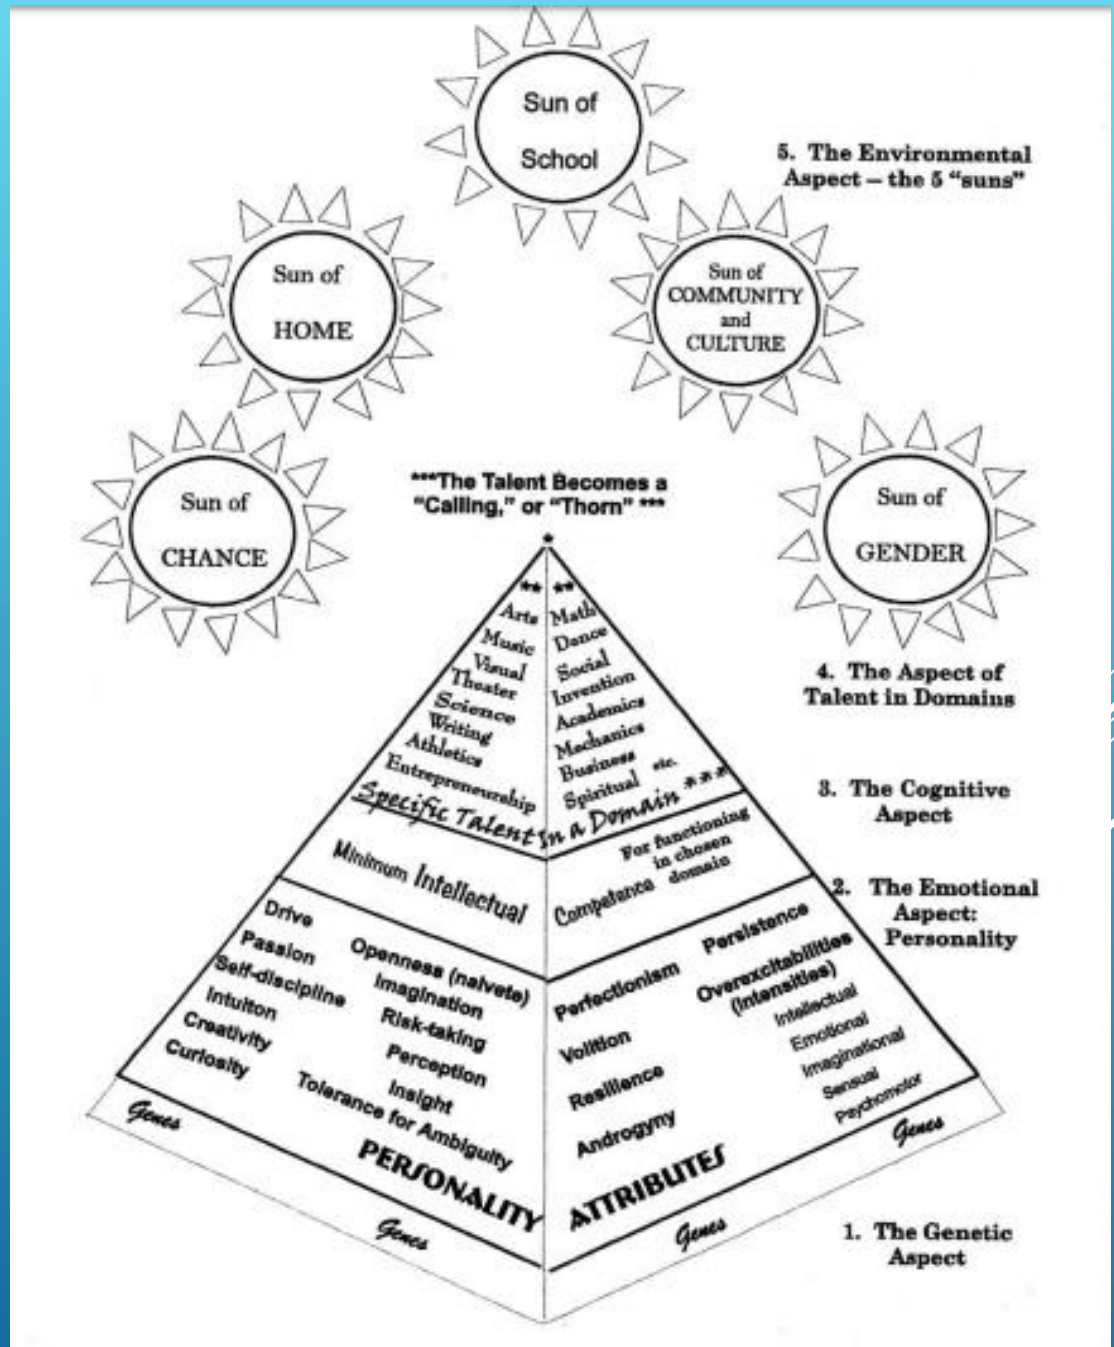 Sun of
School
5. The Environmental
Aspect – the 5 “suns”
Sun of
HOME
Sun of
COMMUNITY
and
CULTURE
Sun of
CHANCE
***The Talent Becomes a
“Calling,” or “Thorn” ***
*
Sun of
GENDER
** **
Arts
Music
Visual
Theater
Science
Writing
Athletics
Entrepreneurship
Math
Dance
Social
Invention
Academics
Mechanics
Business
Spiritual etc.
Specific Talent in a Domain ***
4. The Aspect of
Talent in Domains
3. The Cognitive
Aspect
Minimum Intellectual
Competence
For functioning
in chosen
domain
2. The Emotional
Aspect:
Personality
Drive
Passion
Self-discipline
Intuiton
Creativity
Curiosity
Openness (naivete)
Imagination
Risk-taking
Perception
Insight
Tolerance for Ambiguity
Perfectionism
Volition
Resilience
Androgyny
Persistence
Overexcitabilities
(intensities)
Intellectual
Emotional
Imaginational
Sensual
Psychomotor
PERSONALITY ATTRIBUTES
Genes
Genes
Genes
Genes
1. The Genetic
Aspect